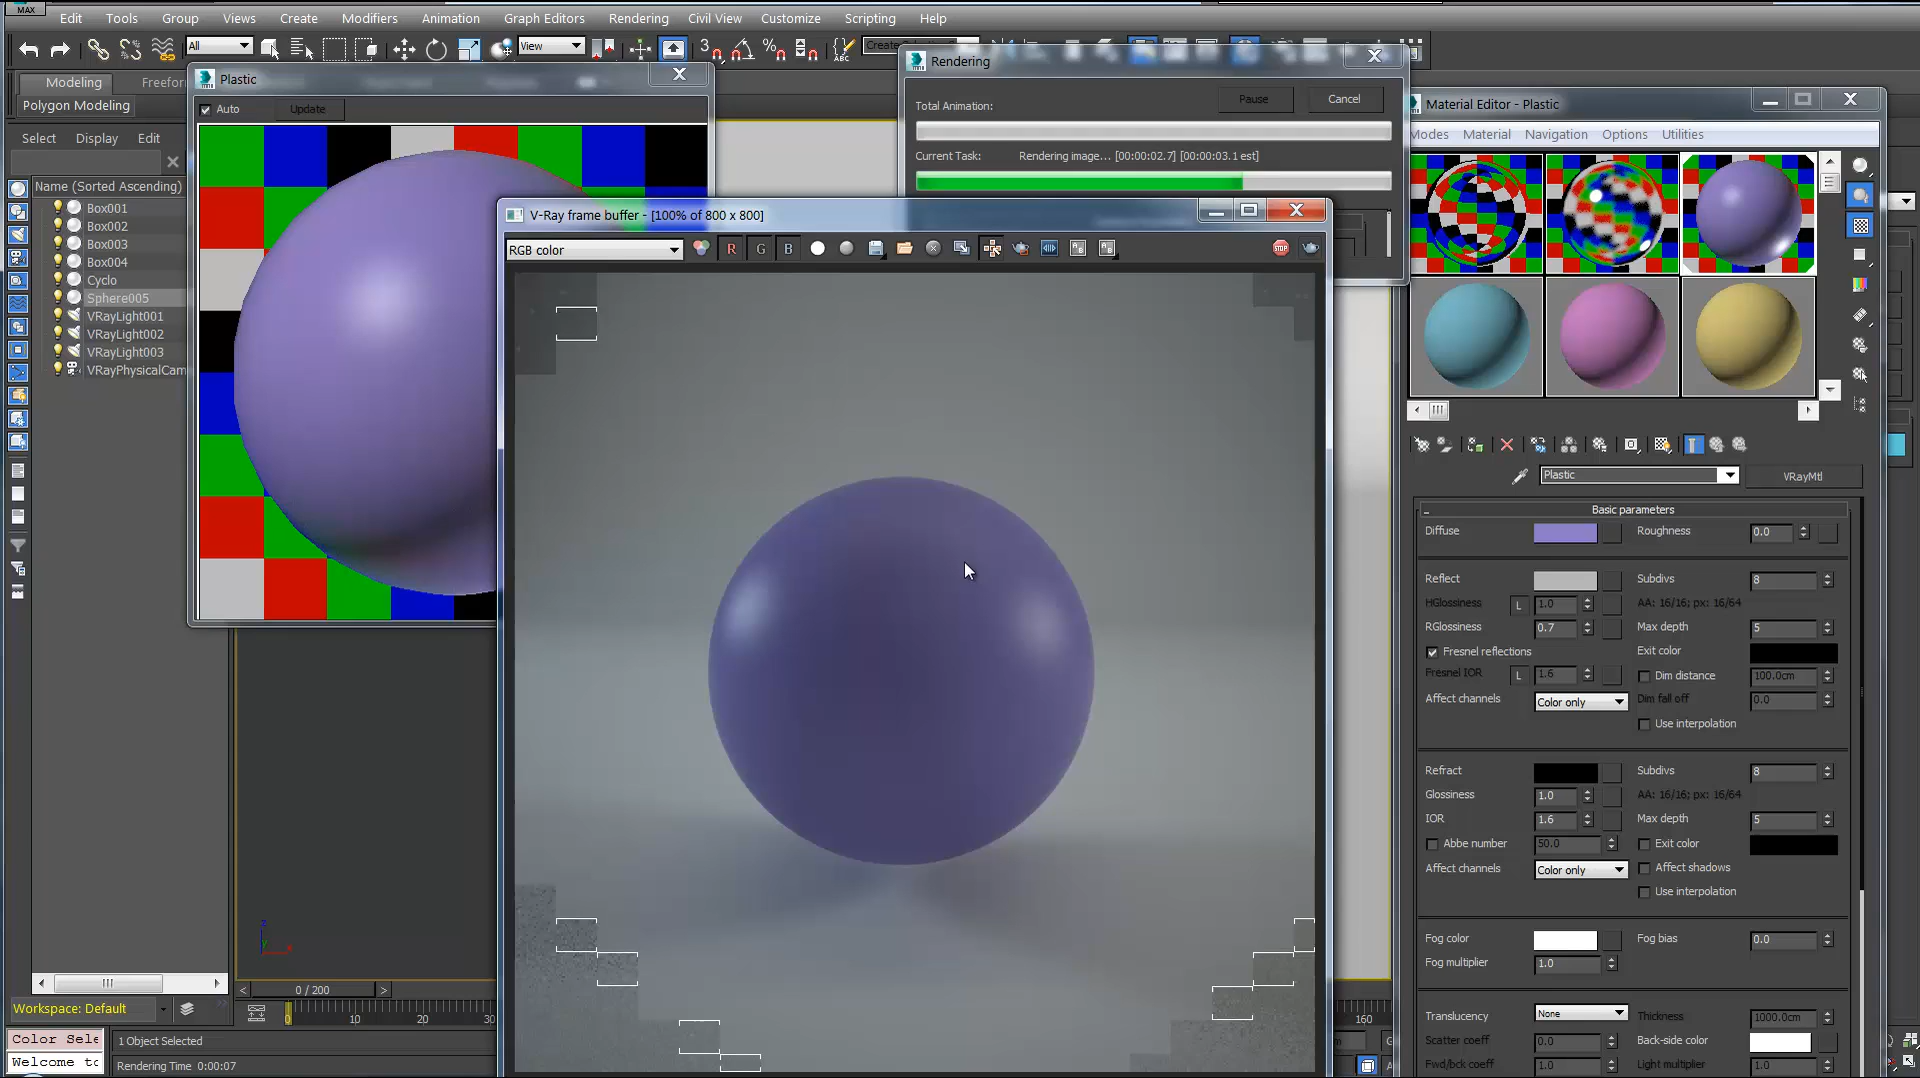 MAX
Edit Tools Group Views Create Modifiers Animation Graph Editors Rendering Civil View Customize Scripting Help
All
View
3
%
ABC
Modeling
Polygon Modeling
Select Display Edit
Name (Sorted Ascending)
Box001
Box002
Box003
Box004
Cyclo
Sphere005
VRayLight001
VRayLight002
VRayLight003
VRayPhysicalCam
Plastic
Auto
Update
Rendering
Total Animation:
Pause
Cancel
Current Task:
Rendering image... [00:00:02.7] [00:00:03.1 est]
V-Ray frame buffer - [100% of 800 x 800]
RGB color
R
G
B
STOP
Material Editor - Plastic
Modes Material Navigation Options Utilities
Plastic
VRayMtl
Basic parameters
Diffuse
Roughness
0.0
Reflect
Subdivs
8
HGlossiness
L
1.0
AA: 16/16; px: 16/64
RGlossiness
0.7
Max depth
5
Fresnel reflections
Exit color
Fresnel IOR
L
1.6
Dim distance
100.0cm
Affect channels
Color only
Dim fall off
0.0
Use interpolation
Refract
Subdivs
8
Glossiness
1.0
AA: 16/16; px: 16/64
IOR
1.6
Max depth
5
Abbe number
50.0
Exit color
Affect channels
Color only
Affect shadows
Use interpolation
Fog color
Fog bias
0.0
Fog multiplier
1.0
Translucency
None
Thickness
1000.0cm
Scatter coeff
0.0
Back-side color
Fwd/bck coeff
1.0
Light multiplier
1.0
0 / 200
0
10
20
30
160
Workspace: Default
Color Sele
Welcome to
1 Object Selected
Rendering Time 0:00:07